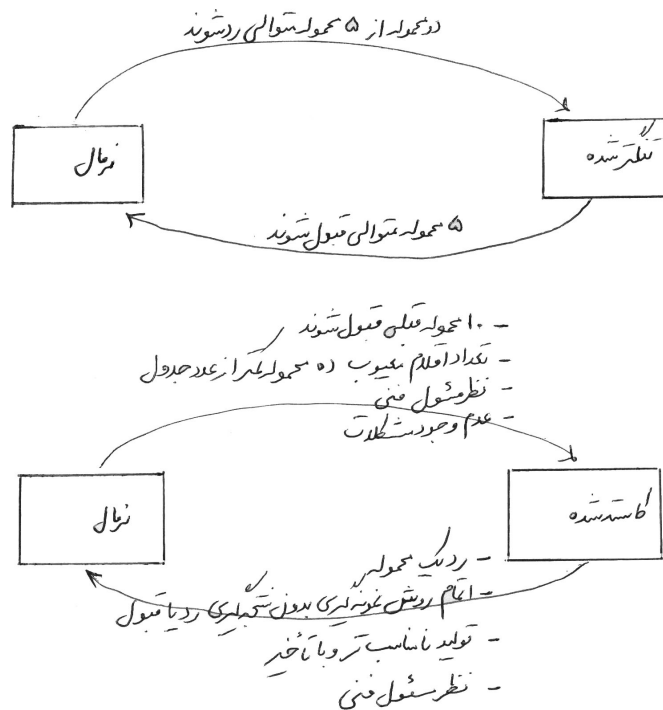 دو محموله از ۵ محموله متوالی رد شوند
نرمال
تنگتر شده
۵ محموله متوالی قبول شوند
- ۱۰ محموله قبلی قبول شوند
- تعداد اقلام معیوب ده محموله کمتر از عدد جدول
- نظر مسئول فنی
- عدم وجود مشکلات
نرمال
کاسته شده
- رد یک محموله
- اتمام روش نمونه گیری بدون نتیجه گیری رد یا قبول
- تولید نامناسب تر و با تأخیر
- نظر مسئول فنی